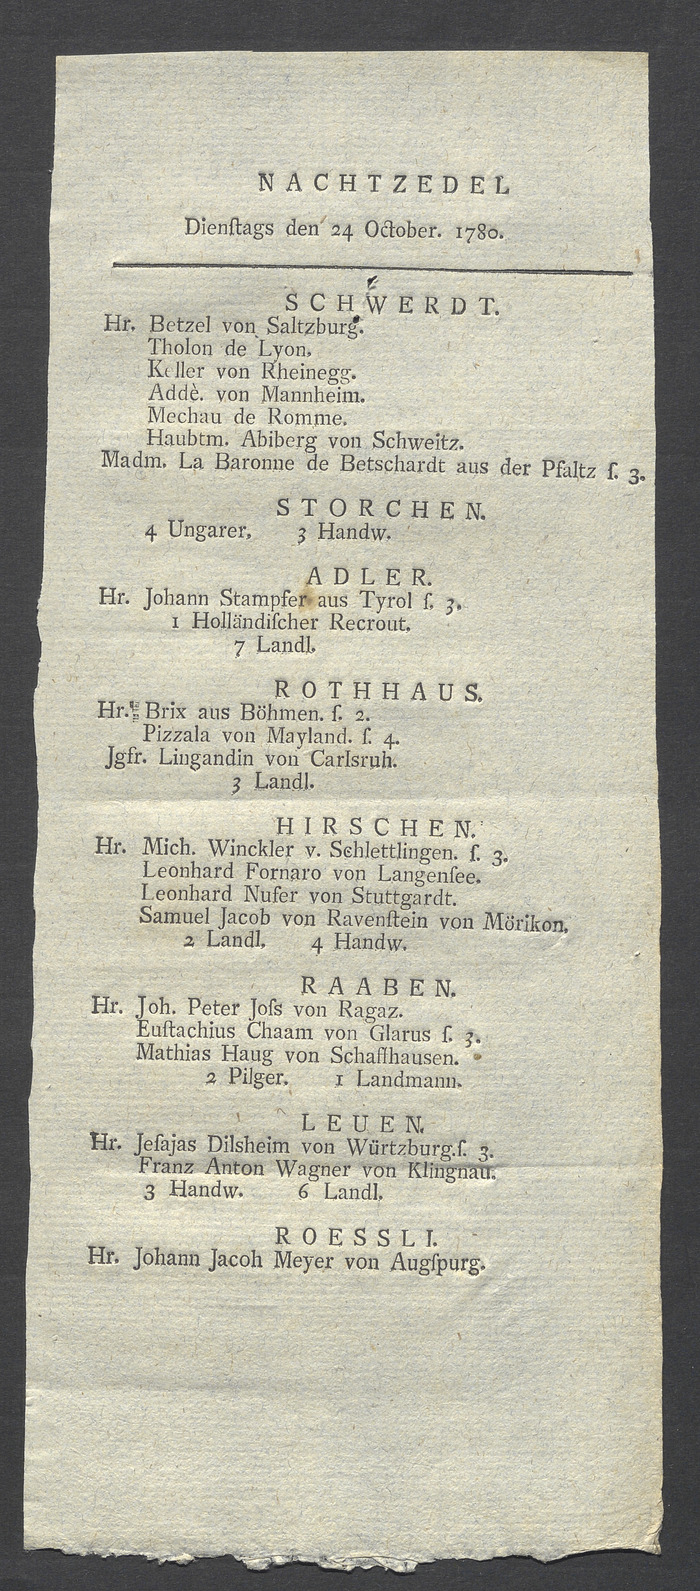 NACHTZEDEL
Dienſtags den 24 October. 1780.
SCHWERDT.
Hr. Betzel von Saltzburg.
Tholon de Lyon.
Keller von Rheinegg.
Addè. von Mannheim.
Mechau de Romme.
Haubtm. Abiberg von Schweitz.
Madm. La Baronne de Betschardt aus der Pfaltz ſ. 3.
STORCHEN.
4 Ungarer. 3 Handw.
ADLER.
Hr. Johann Stampfer aus Tyrol ſ. 3.
1 Holländiſcher Recrout.
7 Landl.
ROTHHAUS.
Hr. Brix aus Böhmen. ſ. 2.
Pizzala von Mayland. ſ. 4.
Jgfr. Lingandin von Carlsruh.
3 Landl.
HIRSCHEN.
Hr. Mich. Winckler v. Schlettlingen. ſ. 3.
Leonhard Fornaro von Langenſee.
Leonhard Nufer von Stuttgardt.
Samuel Jacob von Ravenſtein von Mörikon.
2 Landl. 4 Handw.
RAABEN.
Hr. Joh. Peter Joſs von Ragaz.
Euſtachius Chaam von Glarus ſ. 3.
Mathias Haug von Schaffhausen.
2 Pilger. 1 Landmann.
LEUEN.
Hr. Jeſajas Dilsheim von Würtzburg.ſ. 3.
Franz Anton Wagner von Klingnau.
3 Handw. 6 Landl.
ROESSLI.
Hr. Johann Jacoh Meyer von Augſpurg.